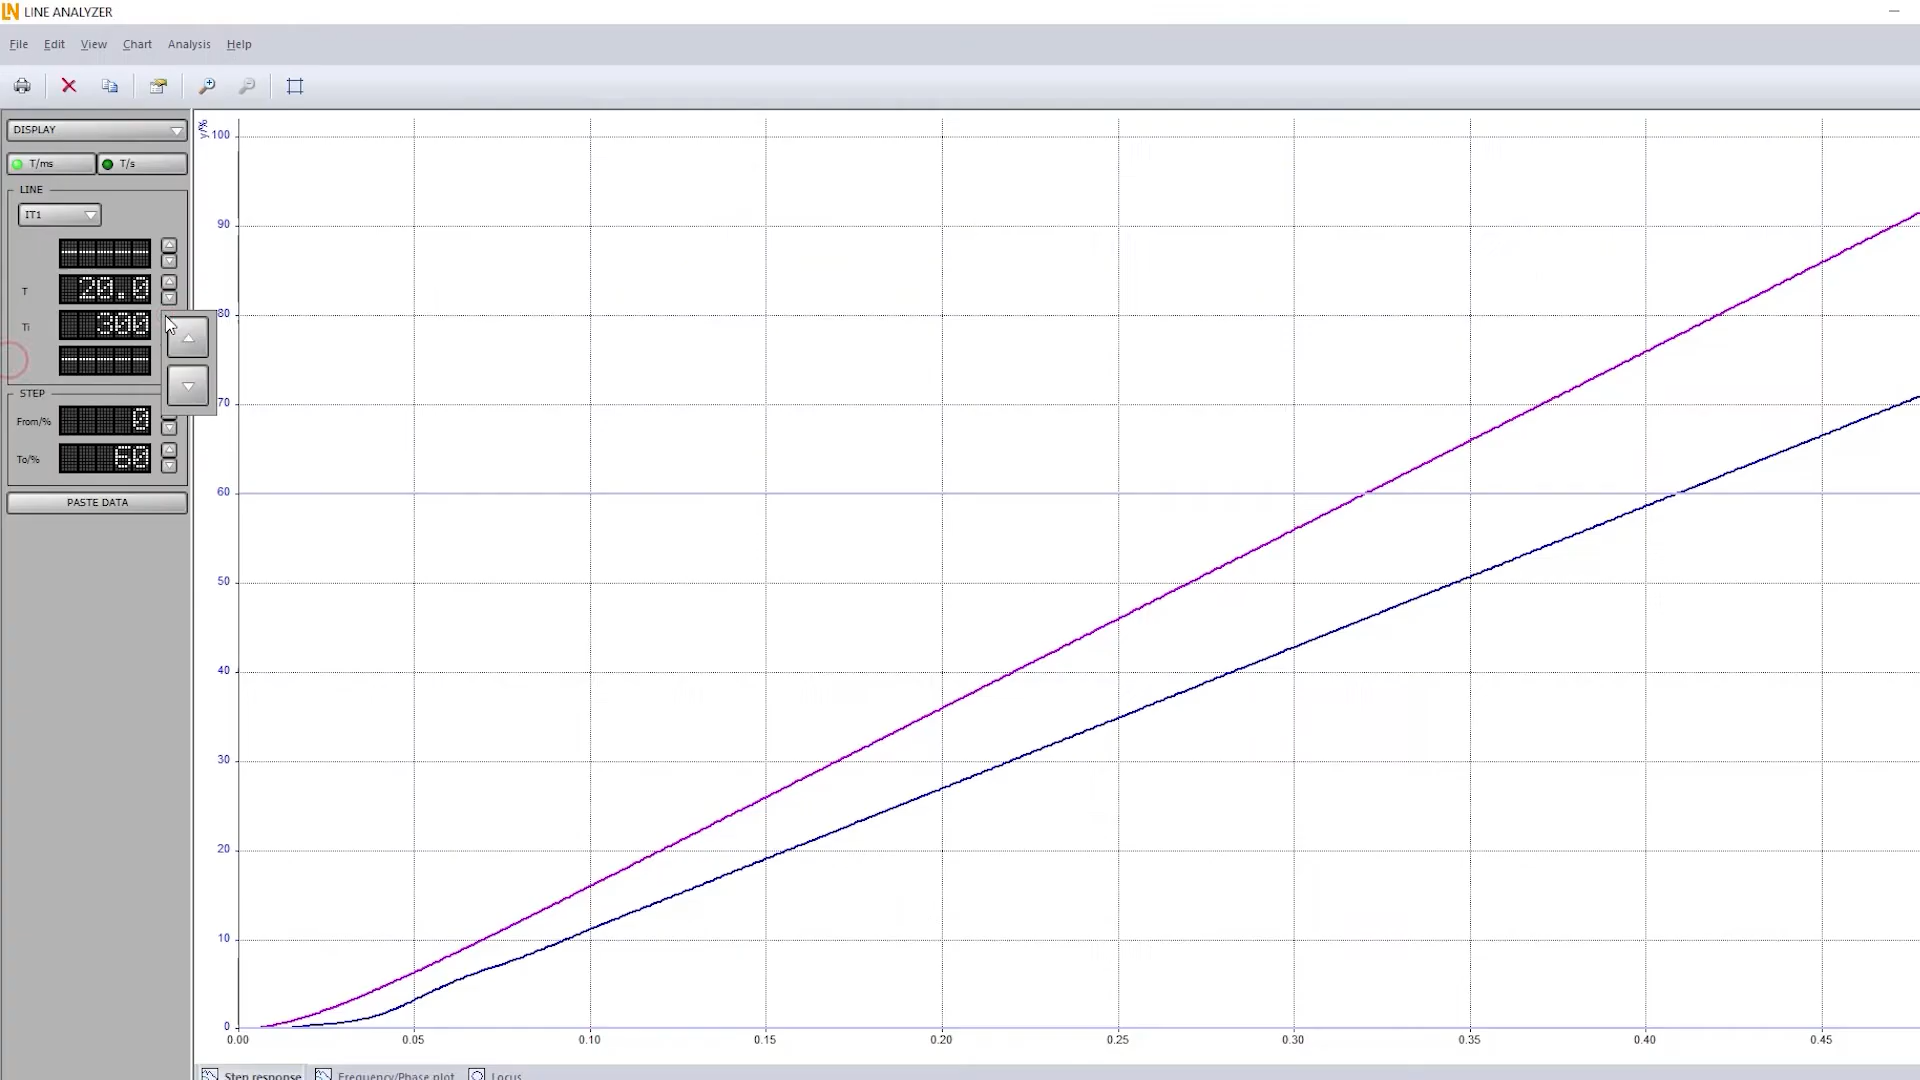 LN LINE ANALYZER
File Edit View Chart Analysis Help
DISPLAY
T/ms T/s
LINE
IT1
T 20.0
Ti 300
STEP
From/% 0
To/% 60
PASTE DATA
y/%
100
90
80
70
60
50
40
30
20
10
0
0.00 0.05 0.10 0.15 0.20 0.25 0.30 0.35 0.40 0.45
Step response Frequency/Phase plot Locus